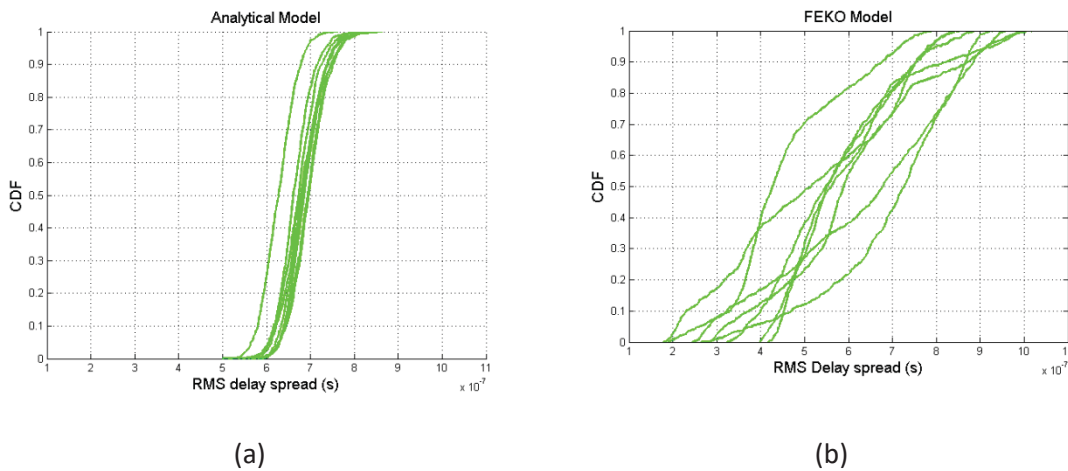 Analytical Model
1
0.9
0.8
0.7
0.6
0.5
0.4
0.3
0.2
0.1
0
CDF
1 2 3 4 5 6 7 8 9 10 11
RMS delay spread (s)
x 10⁻⁷
(a)
FEKO Model
1
0.9
0.8
0.7
0.6
0.5
0.4
0.3
0.2
0.1
0
CDF
1 2 3 4 5 6 7 8 9 10 1
RMS Delay spread (s)
x 10⁻⁷
(b)